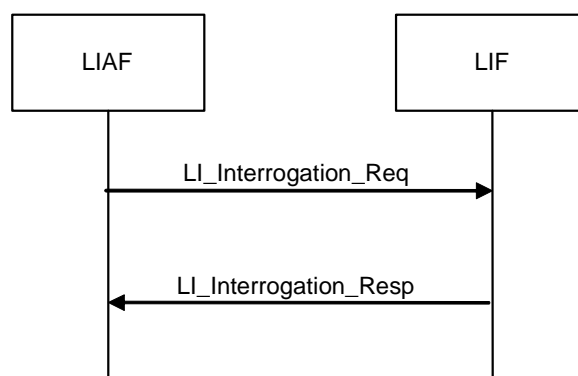 LIAF
LIF
LI_Interrogation_Req
LI_Interrogation_Resp